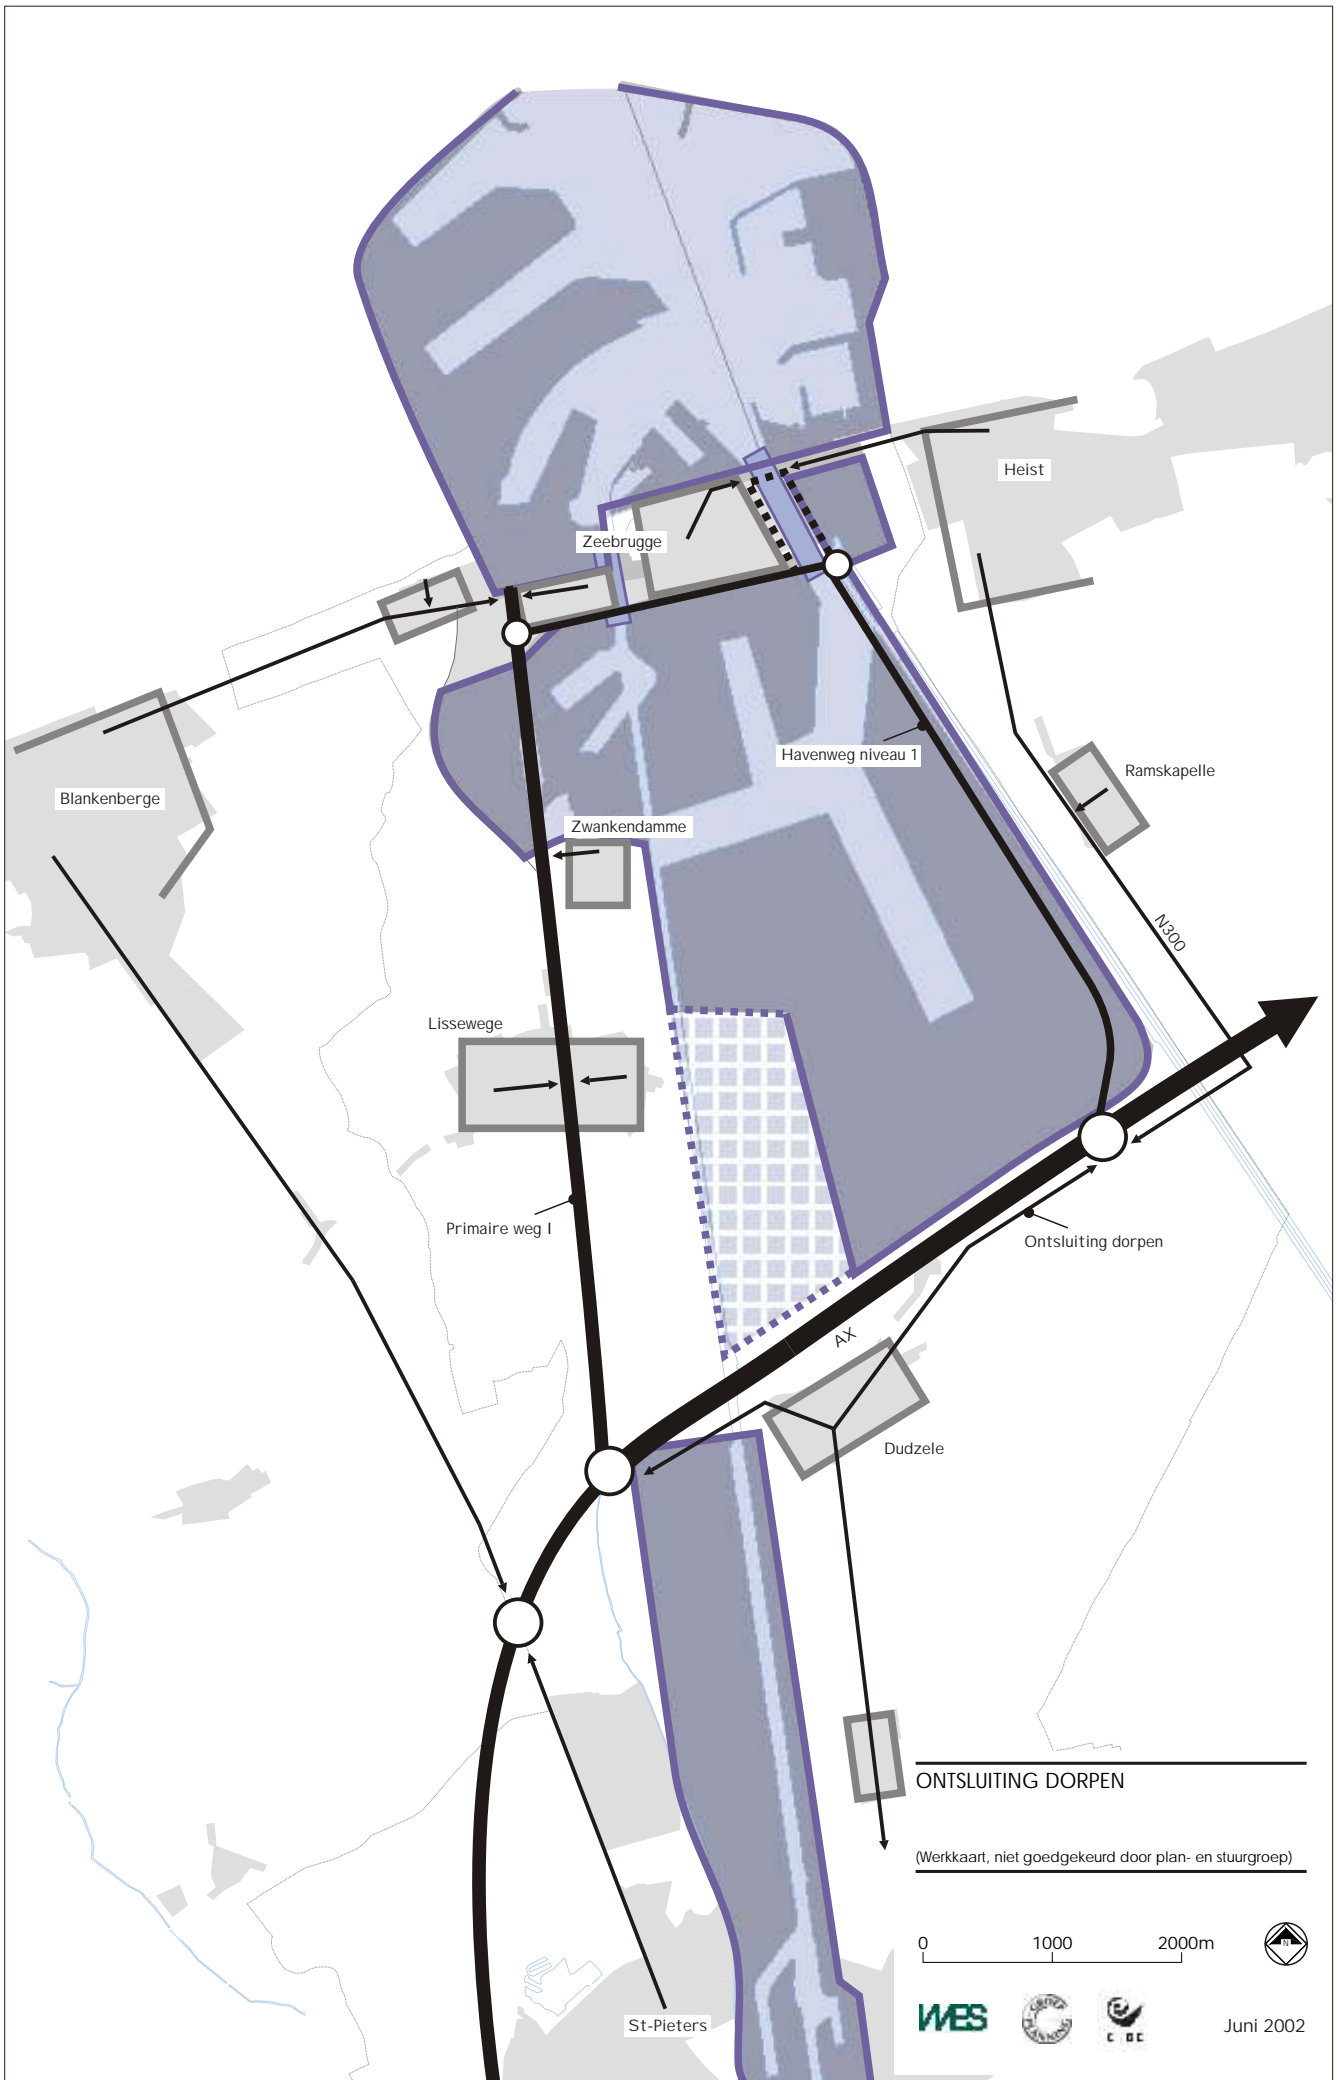 Heist
Zeebrugge
Havenweg niveau 1
Ramskapelle
Blankenberge
Zwankendamme
N300
Lissewege
Primaire weg I
Ontsluiting dorpen
AX
Dudzele
ONTSLUITING DORPEN
(Werkkaart, niet goedgekeurd door plan- en stuurgroep)
0 1000 2000m
N
WES
St-Pieters
Juni 2002